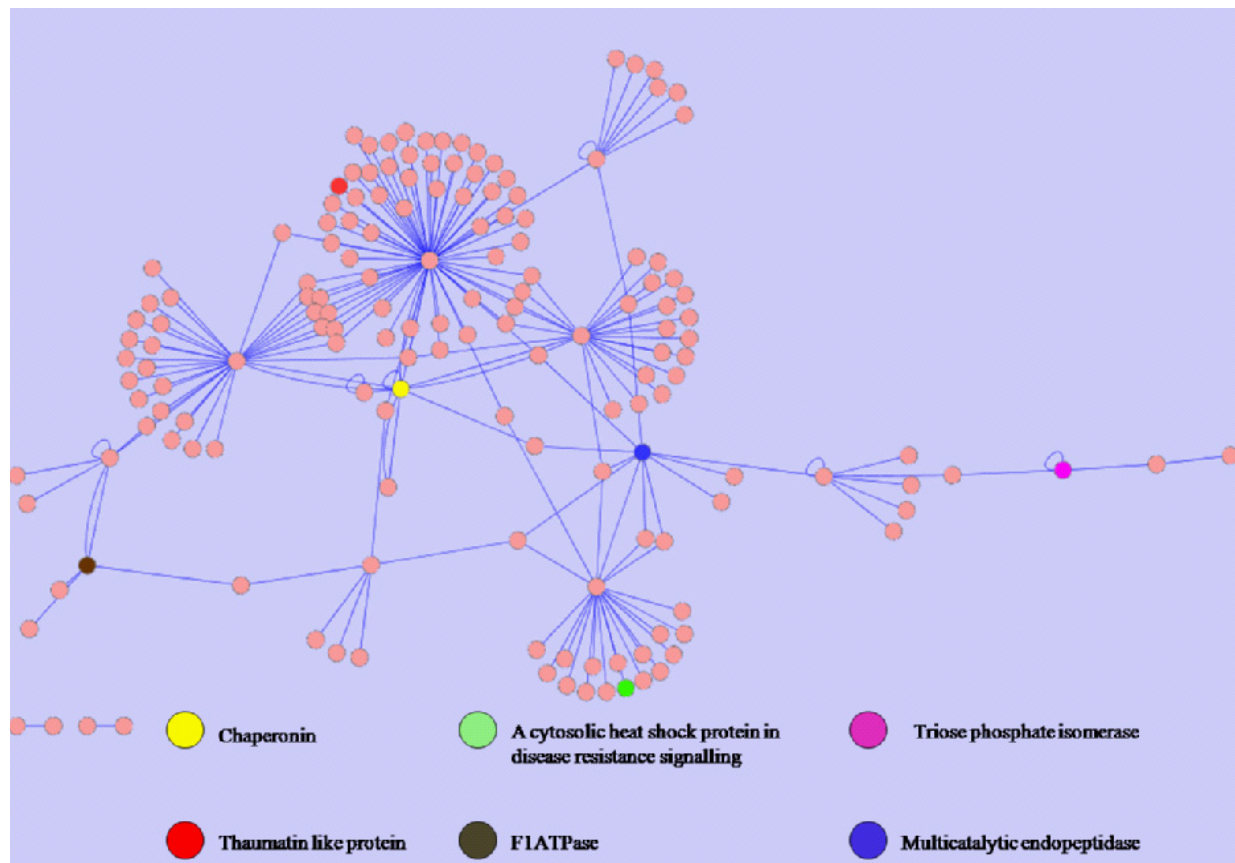 Chaperonin
A cytosolic heat shock protein in
disease resistance signalling
Triose phosphate isomerase
Thaumatin like protein
F1ATPase
Multicatalytic endopeptidase